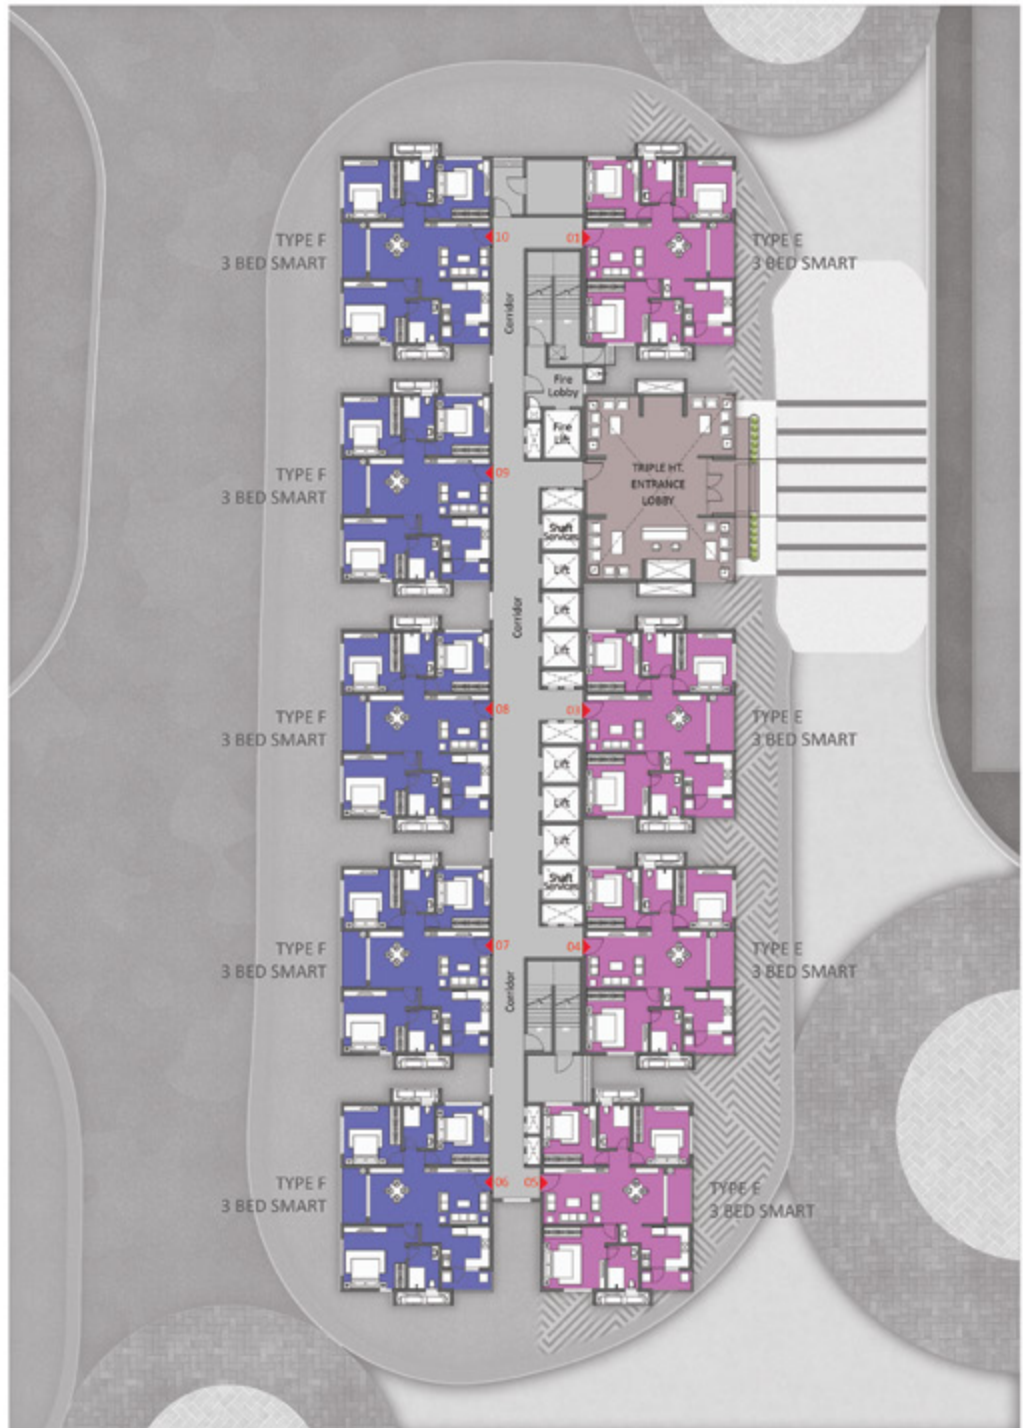 TYPE F
3 BED SMART
10
01
TYPE E
3 BED SMART
Corridor
Fire
Lobby
Fire
Lift
TYPE F
3 BED SMART
09
TRIPLE HT.
ENTRANCE
LOBBY
Shaft
Services
Lift
Lift
Lift
Corridor
TYPE F
3 BED SMART
08
03
TYPE E
3 BED SMART
Lift
Lift
Lift
Shaft
Services
TYPE F
3 BED SMART
07
04
TYPE E
3 BED SMART
Corridor
TYPE F
3 BED SMART
06
05
TYPE E
3 BED SMART